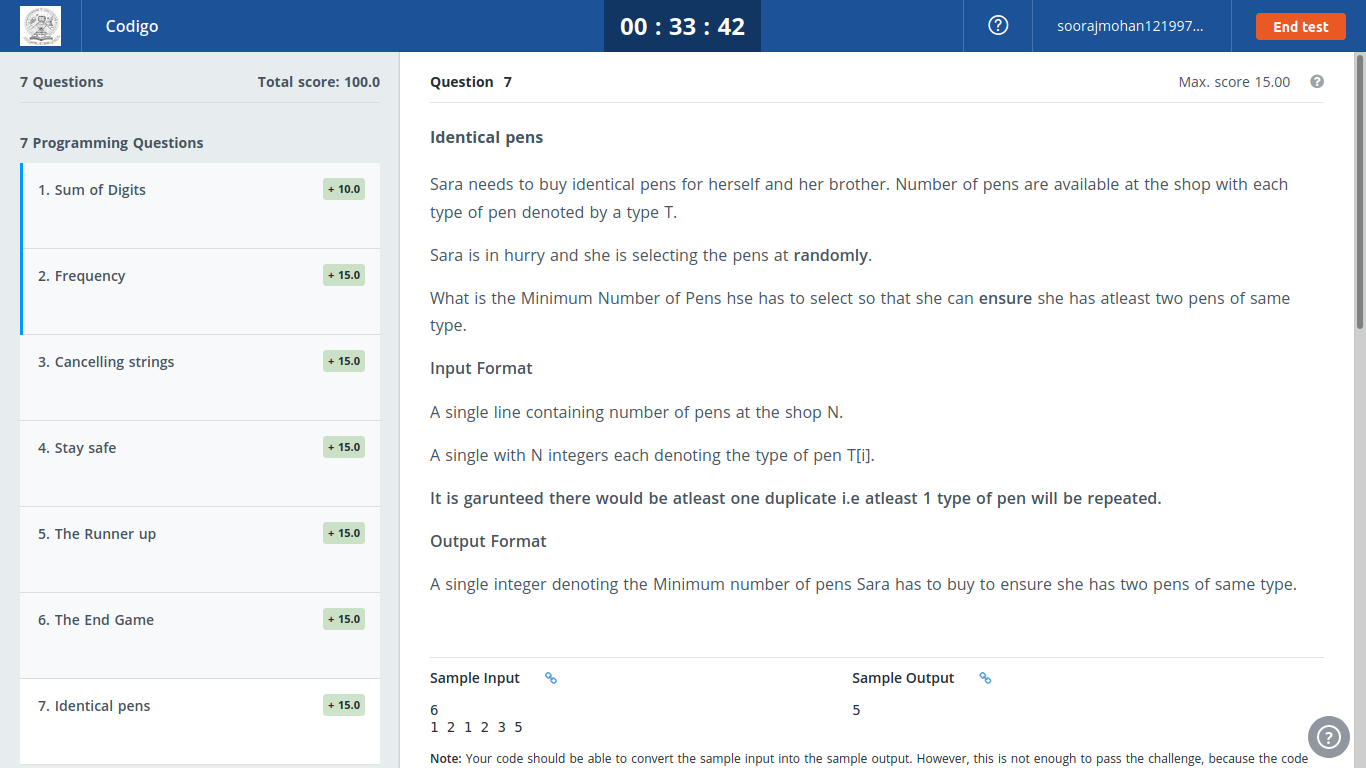 Codigo
00 : 33 : 42
soorajmohan121997...
End test
7 Questions
Total score: 100.0
7 Programming Questions
1. Sum of Digits
+ 10.0
2. Frequency
+ 15.0
3. Cancelling strings
+ 15.0
4. Stay safe
+ 15.0
5. The Runner up
+ 15.0
6. The End Game
+ 15.0
7. Identical pens
+ 15.0
Question 7
Max. score 15.00
Identical pens
Sara needs to buy identical pens for herself and her brother. Number of pens are available at the shop with each
type of pen denoted by a type T.
Sara is in hurry and she is selecting the pens at randomly.
What is the Minimum Number of Pens hse has to select so that she can ensure she has atleast two pens of same
type.
Input Format
A single line containing number of pens at the shop N.
A single with N integers each denoting the type of pen T[i].
It is garunteed there would be atleast one duplicate i.e atleast 1 type of pen will be repeated.
Output Format
A single integer denoting the Minimum number of pens Sara has to buy to ensure she has two pens of same type.
Sample Input
6
1 2 1 2 3 5
Sample Output
5
Note: Your code should be able to convert the sample input into the sample output. However, this is not enough to pass the challenge, because the code